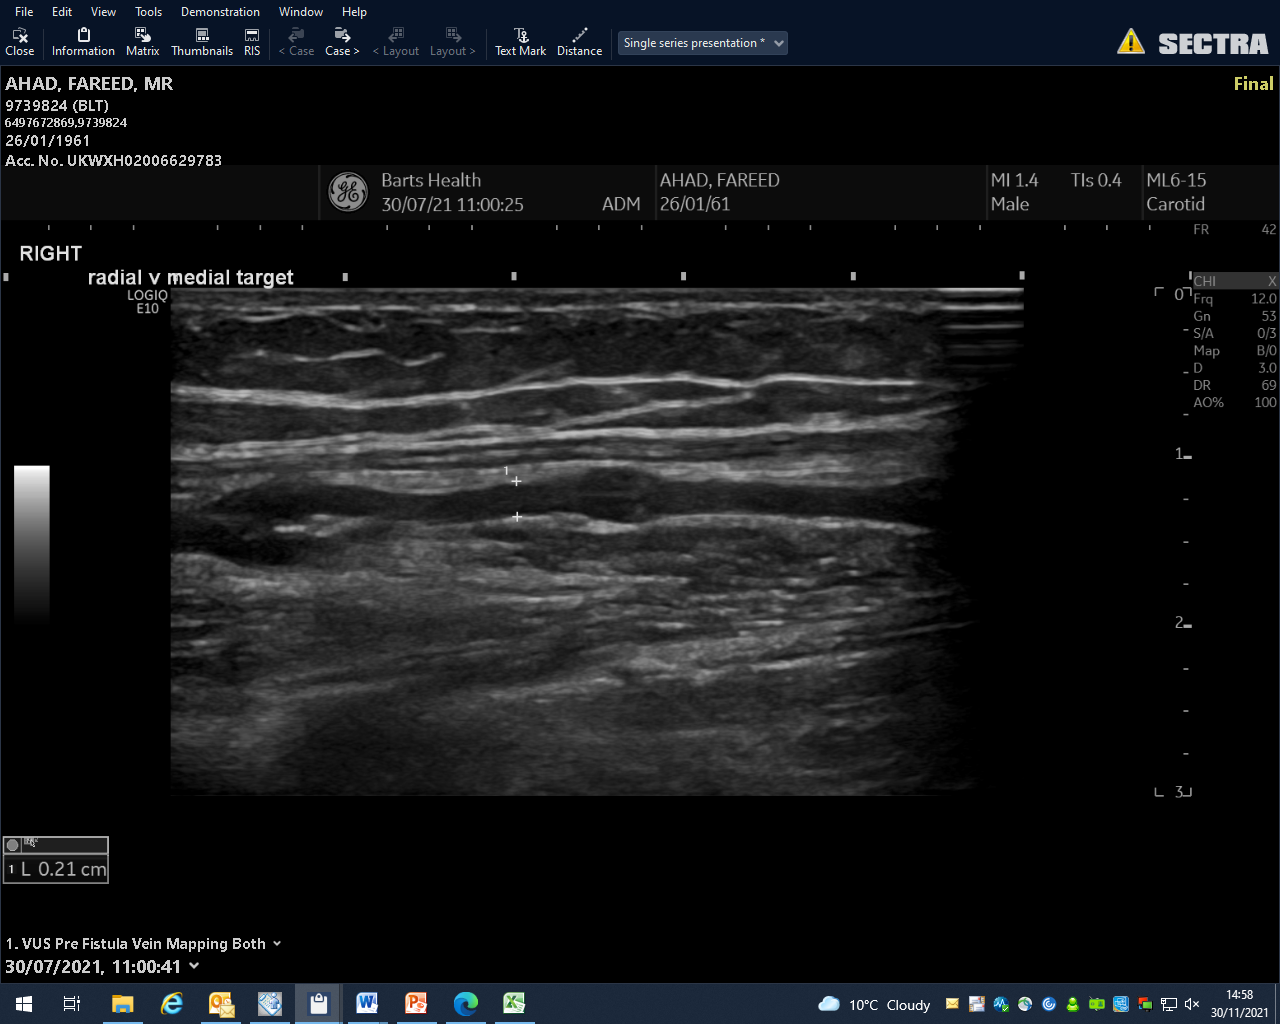 File Edit View Tools Demonstration Window Help
Close Information Matrix Thumbnails RIS < Case Case > < Layout Layout > Text Mark Distance Single series presentation * SECTRA
AHAD, FAREED, MR Final
9739824 (BLT)
6497672869,9739824
26/01/1961
Acc. No. UKWXH02006629783
GE Barts Health AHAD, FAREED MI 1.4 TIs 0.4 ML6-15
30/07/21 11:00:25 ADM 26/01/61 Male Carotid
FR 42
RIGHT
radial v medial target
CHI X
LOGIQ
E10
0
Frq 12.0
Gn 53
S/A 0/3
Map B/0
D 3.0
DR 69
AO% 100
1
1
2
3
1 L 0.21 cm
1. VUS Pre Fistula Vein Mapping Both
30/07/2021, 11:00:41
10°C Cloudy
14:58
30/11/2021